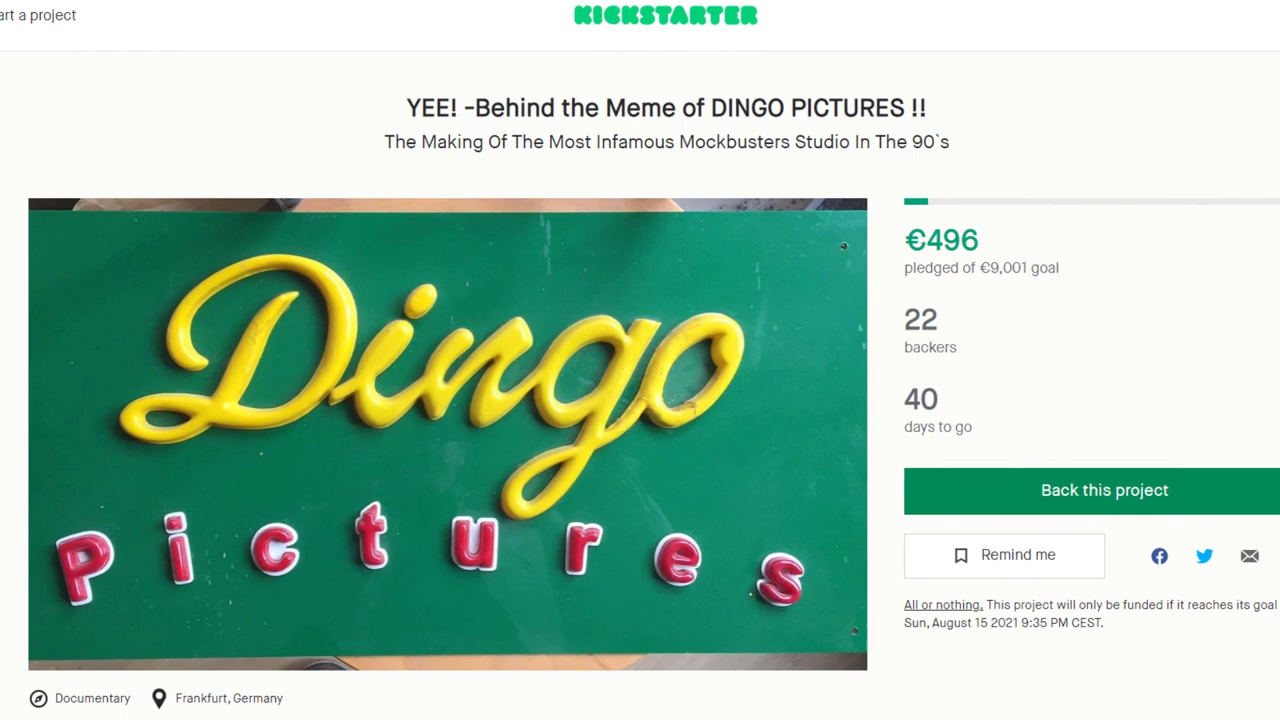 art a project
KICKSTARTER
YEE! -Behind the Meme of DINGO PICTURES !!
The Making Of The Most Infamous Mockbusters Studio In The 90`s
Dingo
Pictures
€496
pledged of €9,001 goal
22
backers
40
days to go
Back this project
Remind me
All or nothing. This project will only be funded if it reaches its goal
Sun, August 15 2021 9:35 PM CEST.
Documentary
Frankfurt, Germany